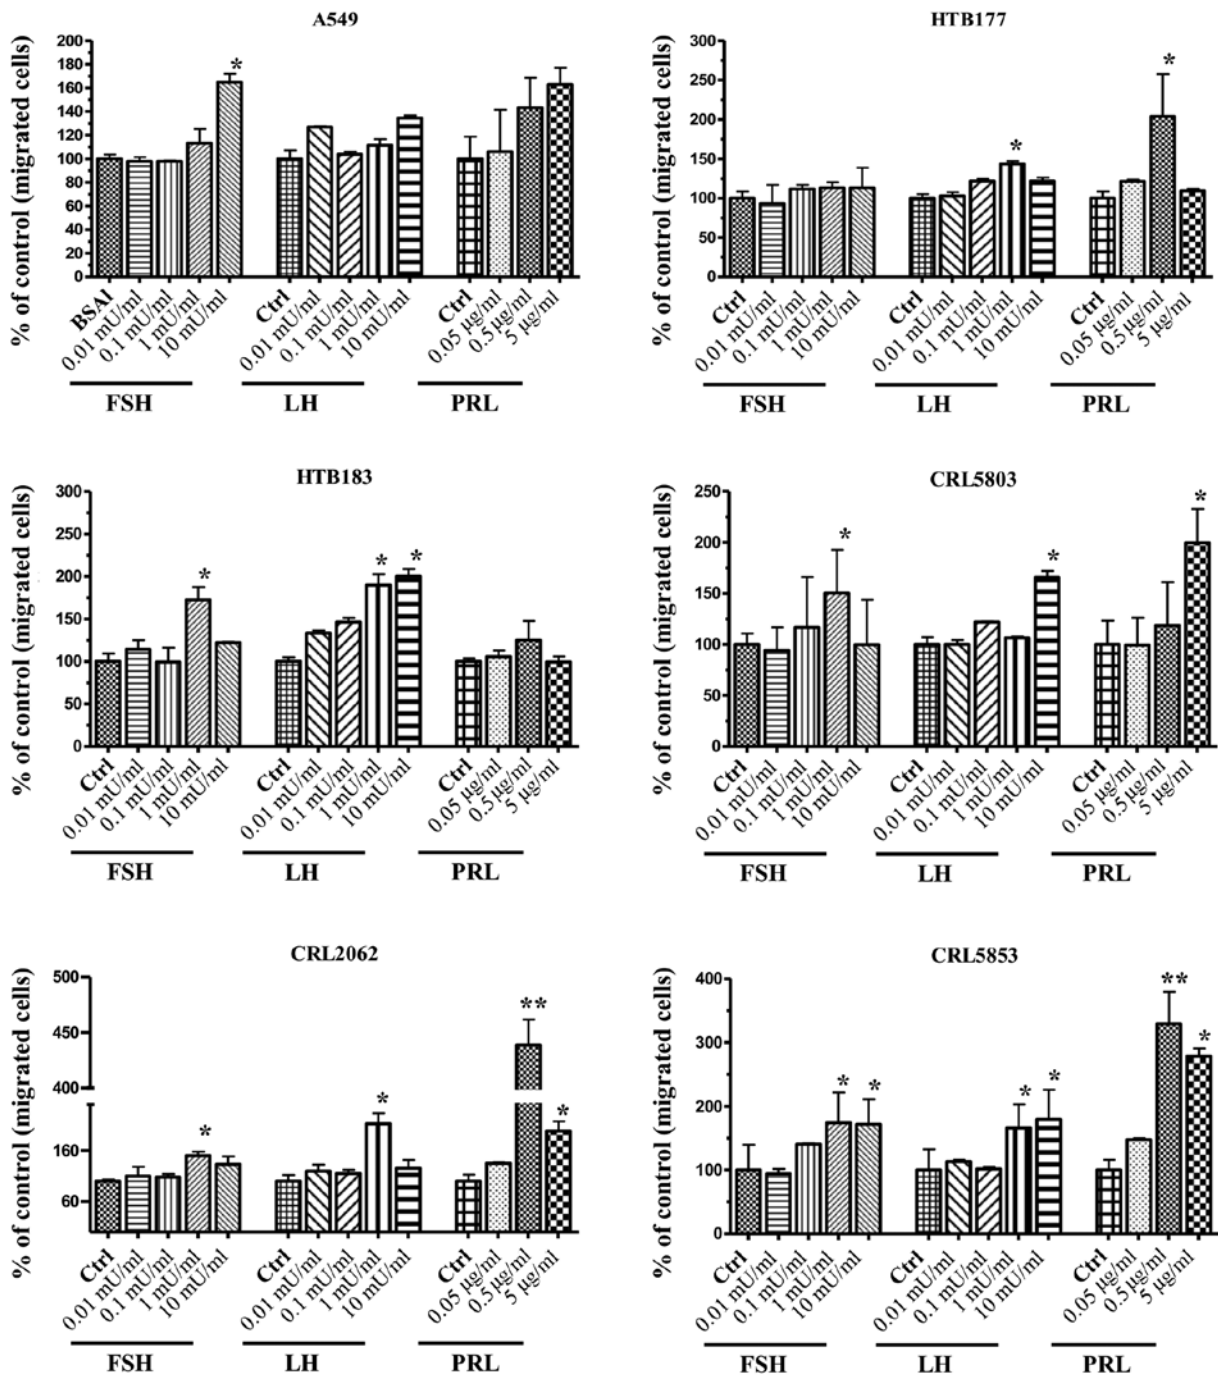 A549
% of control (migrated cells)
200
180
160
140
120
100
80
60
40
20
0
*
BSA1 0.01 mU/ml 0.1 mU/ml 1 mU/ml 10 mU/ml Ctrl 0.01 mU/ml 0.1 mU/ml 1 mU/ml 10 mU/ml Ctrl 0.05 µg/ml 0.5 µg/ml 5 µg/ml
FSH LH PRL
HTB177
% of control (migrated cells)
300
250
200
150
100
50
0
* *
Ctrl 0.01 mU/ml 0.1 mU/ml 1 mU/ml 10 mU/ml Ctrl 0.01 mU/ml 0.1 mU/ml 1 mU/ml 10 mU/ml Ctrl 0.05 µg/ml 0.5 µg/ml 5 µg/ml
FSH LH PRL
HTB183
% of control (migrated cells)
300
250
200
150
100
50
0
* * *
Ctrl 0.01 mU/ml 0.1 mU/ml 1 mU/ml 10 mU/ml Ctrl 0.01 mU/ml 0.1 mU/ml 1 mU/ml 10 mU/ml Ctrl 0.05 µg/ml 0.5 µg/ml 5 µg/ml
FSH LH PRL
CRL5803
% of control (migrated cells)
250
200
150
100
50
0
* * *
Ctrl 0.01 mU/ml 0.1 mU/ml 1 mU/ml 10 mU/ml Ctrl 0.01 mU/ml 0.1 mU/ml 1 mU/ml 10 mU/ml Ctrl 0.05 µg/ml 0.5 µg/ml 5 µg/ml
FSH LH PRL
CRL2062
% of control (migrated cells)
500
450
400
160
60
* * ** *
Ctrl 0.01 mU/ml 0.1 mU/ml 1 mU/ml 10 mU/ml Ctrl 0.01 mU/ml 0.1 mU/ml 1 mU/ml 10 mU/ml Ctrl 0.05 µg/ml 0.5 µg/ml 5 µg/ml
FSH LH PRL
CRL5853
% of control (migrated cells)
400
300
200
100
0
* * * * ** *
Ctrl 0.01 mU/ml 0.1 mU/ml 1 mU/ml 10 mU/ml Ctrl 0.01 mU/ml 0.1 mU/ml 1 mU/ml 10 mU/ml Ctrl 0.05 µg/ml 0.5 µg/ml 5 µg/ml
FSH LH PRL